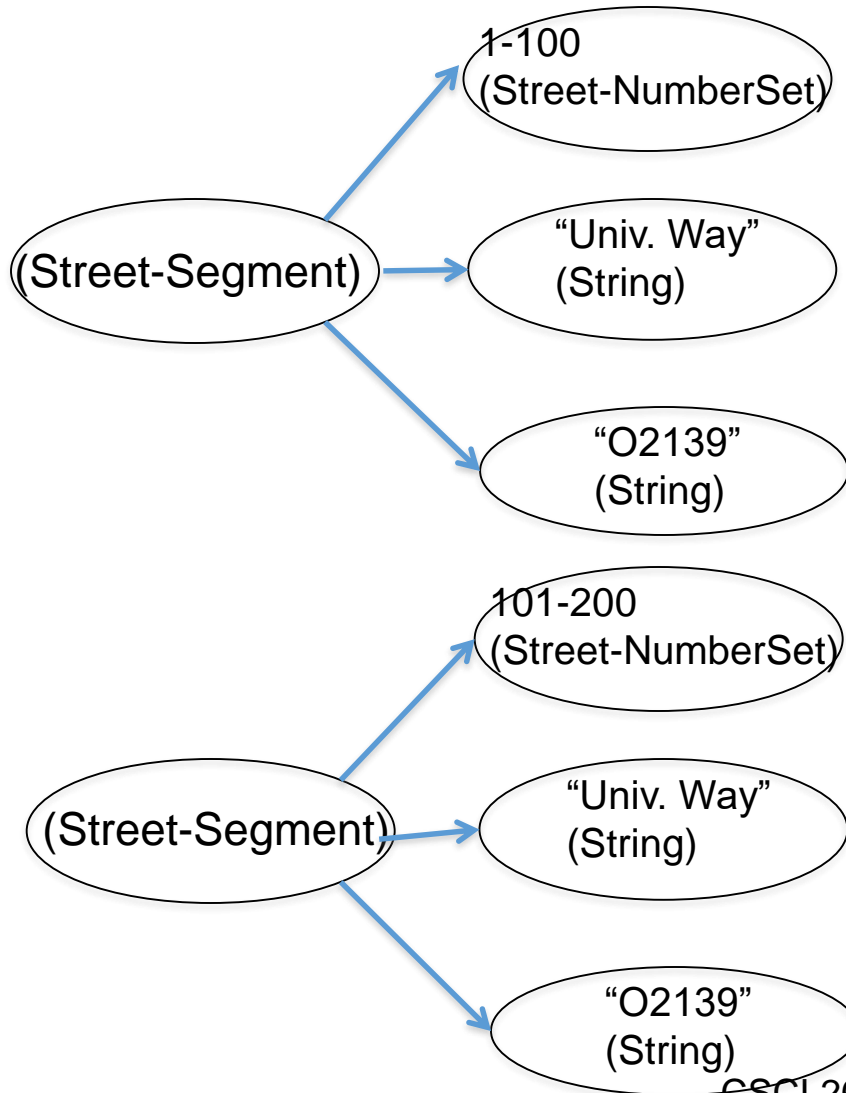 1-100
(Street-NumberSet)
(Street-Segment)
“Univ. Way”
(String)
“O2139”
(String)
101-200
(Street-NumberSet)
(Street-Segment)
“Univ. Way”
(String)
“O2139”
(String)